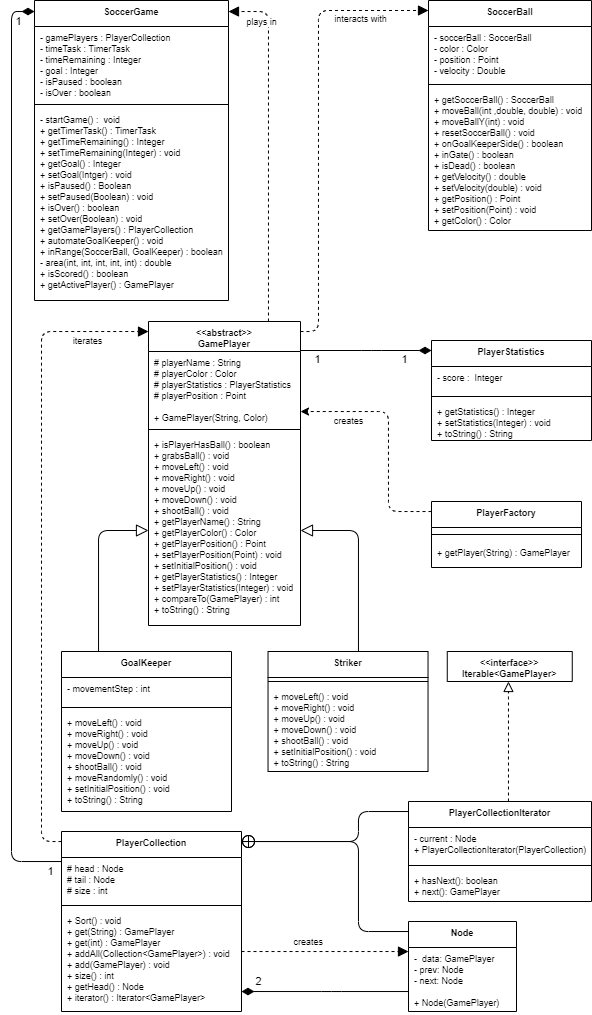 SoccerGame
- gamePlayers : PlayerCollection
- timeTask : TimerTask
- timeRemaining : Integer
- goal : Integer
- isPaused : boolean
- isOver : boolean
- startGame() : void
+ getTimerTask() : TimerTask
+ getTimeRemaining() : Integer
+ setTimeRemaining(Integer) : void
+ getGoal() : Integer
+ setGoal(Intger) : void
+ isPaused() : Boolean
+ setPaused(Boolean) : void
+ isOver() : boolean
+ setOver(Boolean) : void
+ getGamePlayers() : PlayerCollection
+ automateGoalKeeper() : void
+ inRange(SoccerBall, GoalKeeper) : boolean
- area(int, int, int, int, int) : double
+ isScored() : boolean
+ getActivePlayer() : GamePlayer
1
plays in
interacts with
SoccerBall
- soccerBall : SoccerBall
- color : Color
- position : Point
- velocity : Double
+ getSoccerBall() : SoccerBall
+ moveBall(int ,double, double) : void
+ moveBallY(int) : void
+ resetSoccerBall() : void
+ onGoalKeeperSide() : boolean
+ inGate() : boolean
+ isDead() : boolean
+ getVelocity() : double
+ setVelocity(double) : void
+ getPosition() : Point
+ setPosition(Point) : void
+ getColor() : Color
iterates
<<abstract>>
GamePlayer
# playerName : String
# playerColor : Color
# playerStatistics : PlayerStatistics
# playerPosition : Point
+ GamePlayer(String, Color)
+ isPlayerHasBall() : boolean
+ grabsBall() : void
+ moveLeft() : void
+ moveRight() : void
+ moveUp() : void
+ moveDown() : void
+ shootBall() : void
+ getPlayerName() : String
+ getPlayerColor() : Color
+ getPlayerPosition() : Point
+ setPlayerPosition(Point) : void
+ setInitialPosition() : void
+ getPlayerStatistics() : Integer
+ setPlayerStatistics(Integer) : void
+ compareTo(GamePlayer) : int
+ toString() : String
1
1
PlayerStatistics
- score : Integer
+ getStatistics() : Integer
+ setStatistics(Integer) : void
+ toString() : String
creates
PlayerFactory
+ getPlayer(String) : GamePlayer
GoalKeeper
- movementStep : int
+ moveLeft() : void
+ moveRight() : void
+ moveUp() : void
+ moveDown() : void
+ shootBall() : void
+ moveRandomly() : void
+ setInitialPosition() : void
+ toString() : String
Striker
+ moveLeft() : void
+ moveRight() : void
+ moveUp() : void
+ moveDown() : void
+ shootBall() : void
+ setInitialPosition() : void
+ toString() : String
<<interface>>
Iterable<GamePlayer>
PlayerCollection
# head : Node
# tail : Node
# size : int
+ Sort() : void
+ get(String) : GamePlayer
+ get(int) : GamePlayer
+ addAll(Collection<GamePlayer>) : void
+ add(GamePlayer) : void
+ size() : int
+ getHead() : Node
+ iterator() : Iterator<GamePlayer>
1
PlayerCollectionIterator
- current : Node
+ PlayerCollectionIterator(PlayerCollection)
+ hasNext(): boolean
+ next(): GamePlayer
creates
2
Node
- data: GamePlayer
- prev: Node
- next: Node
+ Node(GamePlayer)